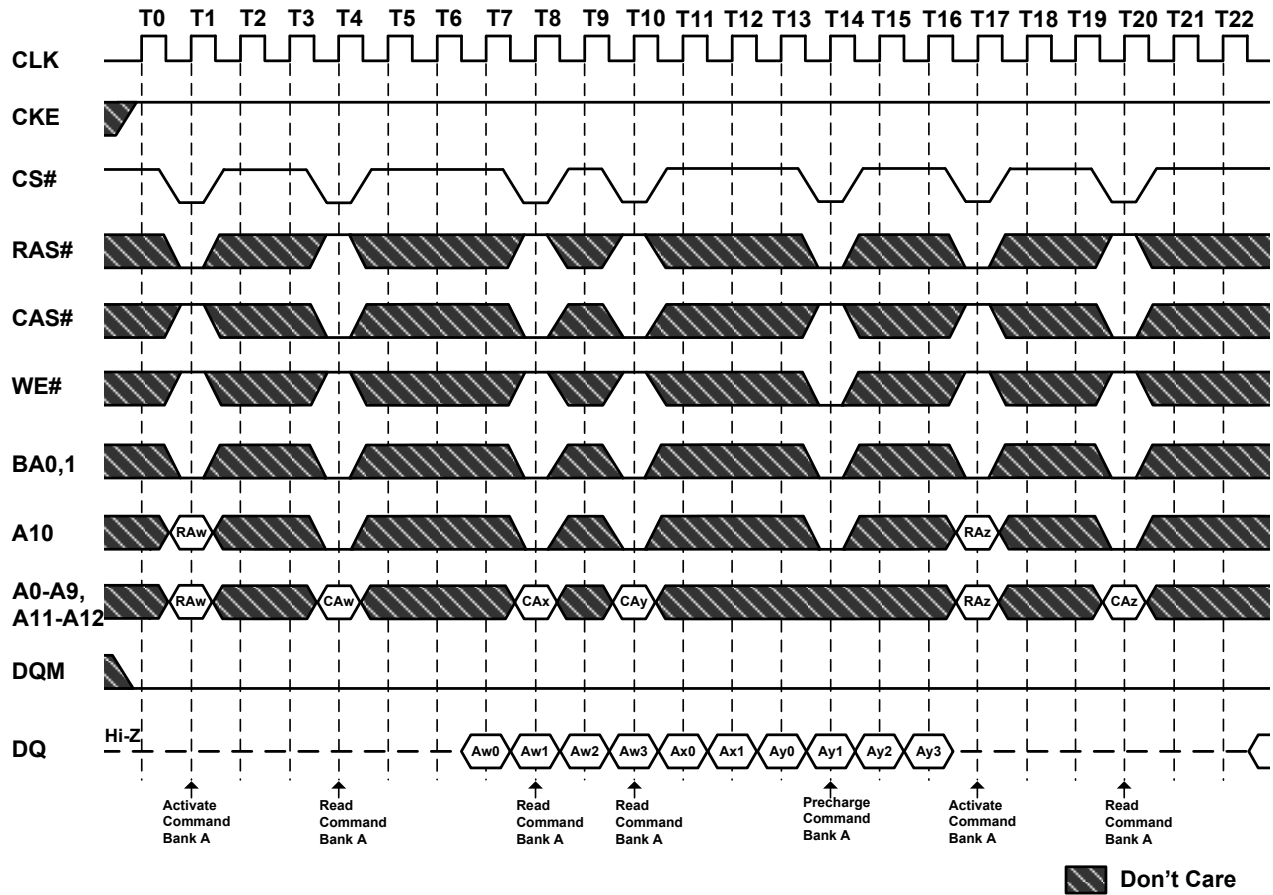 T0 T1 T2 T3 T4 T5 T6 T7 T8 T9 T10 T11 T12 T13 T14 T15 T16 T17 T18 T19 T20 T21 T22
CLK
CKE
CS#
RAS#
CAS#
WE#
BA0,1
A10 RAw RAz
A0-A9,
A11-A12 RAw CAw CAx CAy RAz CAz
DQM
DQ Hi-Z Aw0 Aw1 Aw2 Aw3 Ax0 Ax1 Ay0 Ay1 Ay2 Ay3
Activate
Command
Bank A
Read
Command
Bank A
Read
Command
Bank A
Read
Command
Bank A
Precharge
Command
Bank A
Activate
Command
Bank A
Read
Command
Bank A
Don't Care